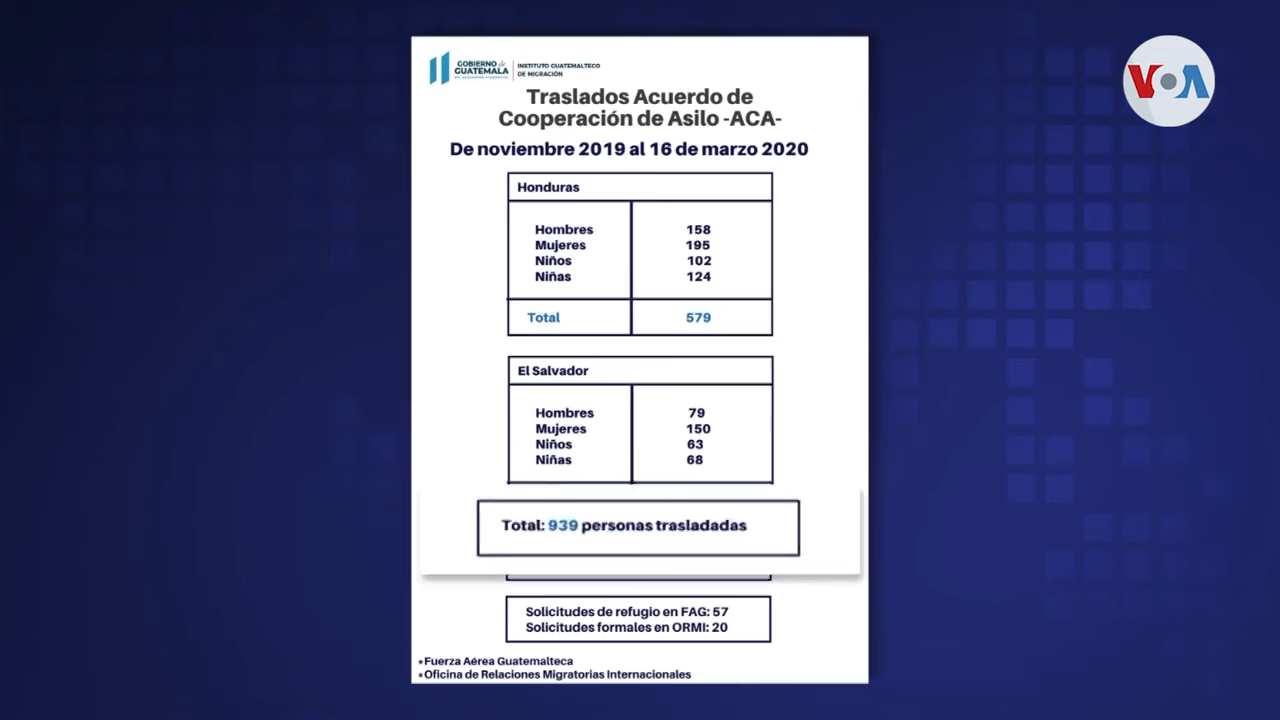 GOBIERNO de
GUATEMALA
INSTITUTO GUATEMALTECO
DE MIGRACIÓN
VOA
Traslados Acuerdo de
Cooperación de Asilo -ACA-
De noviembre 2019 al 16 de marzo 2020
Honduras
Hombres 158
Mujeres 195
Niños 102
Niñas 124
Total 579
El Salvador
Hombres 79
Mujeres 150
Niños 63
Niñas 68
Total: 939 personas trasladadas
Solicitudes de refugio en FAG: 57
Solicitudes formales en ORMI: 20
*Fuerza Aérea Guatemalteca
*Oficina de Relaciones Migratorias Internacionales